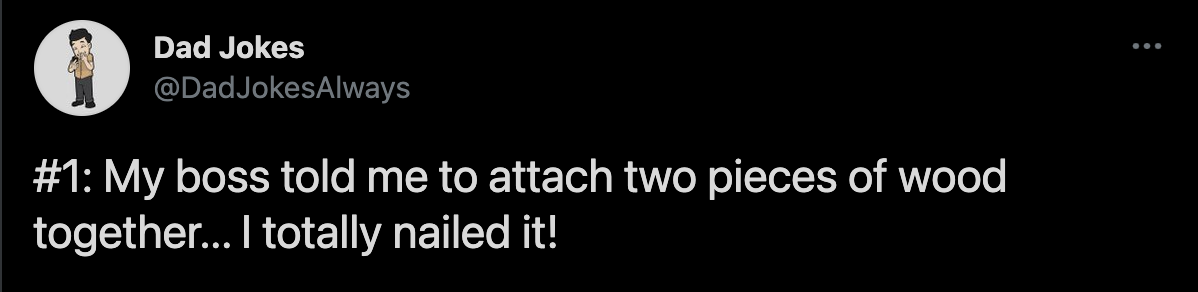 Dad Jokes
@DadJokesAlways
#1: My boss told me to attach two pieces of wood
together... I totally nailed it!